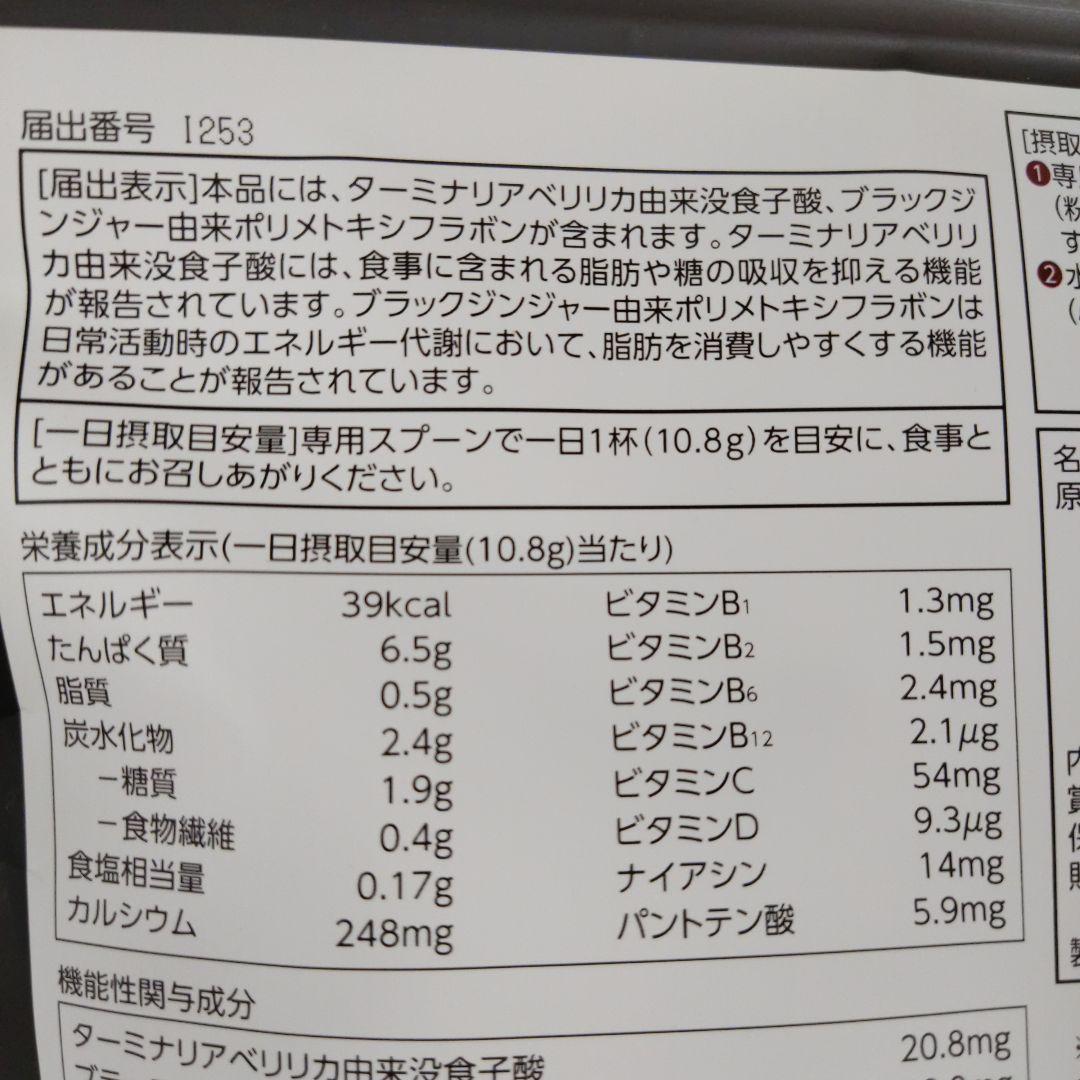 届出番号 I253
[届出表示]本品には、ターミナリアベリリカ由来没食子酸、ブラックジ
ンジャー由来ポリメトキシフラボンが含まれます。ターミナリアベリリ
カ由来没食子酸には、食事に含まれる脂肪や糖の吸収を抑える機能
が報告されています。ブラックジンジャー由来ポリメトキシフラボンは
日常活動時のエネルギー代謝において、脂肪を消費しやすくする機能
があることが報告されています。
[一日摂取目安量]専用スプーンで一日1杯(10.8g)を目安に、食事と
ともにお召しあがりください。
栄養成分表示(一日摂取目安量(10.8g)当たり)
エネルギー 39kcal ビタミンB1 1.3mg
たんぱく質 6.5g ビタミンB2 1.5mg
脂質 0.5g ビタミンB6 2.4mg
炭水化物 2.4g ビタミンB12 2.1μg
－糖質 1.9g ビタミンC 54mg
－食物繊維 0.4g ビタミンD 9.3μg
食塩相当量 0.17g ナイアシン 14mg
カルシウム 248mg パントテン酸 5.9mg
機能性関与成分
ターミナリアベリリカ由来没食子酸 20.8mg
[摂取
❶専
(粉
す
❷水
(
名
原
内
賞
保
販
製